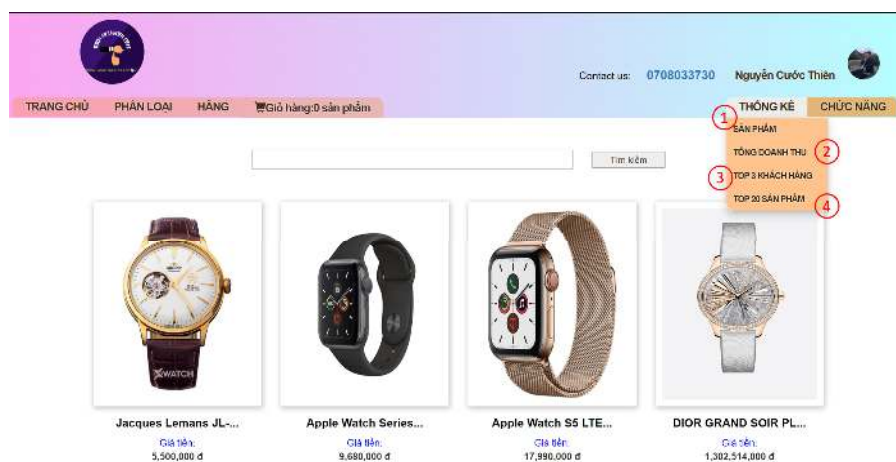 Contact us: 0708033730 Nguyễn Cước Thiên
TRANG CHỦ PHÂN LOẠI HÃNG Giỏ hàng:0 sản phẩm THỐNG KÊ CHỨC NĂNG
1 SẢN PHẨM
TỔNG DOANH THU 2
3 TOP 3 KHÁCH HÀNG
TOP 20 SẢN PHẨM 4
Tìm kiếm
WATCH
Jacques Lemans JL-... Apple Watch Series... Apple Watch S5 LTE... DIOR GRAND SOIR PL...
Giá tiền: Giá tiền: Giá tiền: Giá tiền:
5,500,000 đ 9,680,000 đ 17,990,000 đ 1,302,514,000 đ